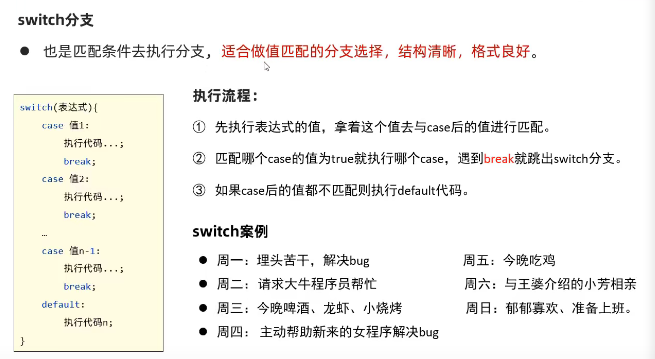 switch分支
● 也是匹配条件去执行分支，适合做值匹配的分支选择，结构清晰，格式良好。
switch(表达式){
case 值1:
执行代码...;
break;
case 值2:
执行代码...;
break;
…
case 值n-1:
执行代码...;
break;
default:
执行代码n;
}
执行流程：
① 先执行表达式的值，拿着这个值去与case后的值进行匹配。
② 匹配哪个case的值为true就执行哪个case，遇到break就跳出switch分支。
③ 如果case后的值都不匹配则执行default代码。
switch案例
● 周一：埋头苦干，解决bug
● 周二：请求大牛程序员帮忙
● 周三：今晚啤酒、龙虾、小烧烤
● 周四：主动帮助新来的女程序解决bug
周五：今晚吃鸡
周六：与王婆介绍的小芳相亲
周日：郁郁寡欢、准备上班。